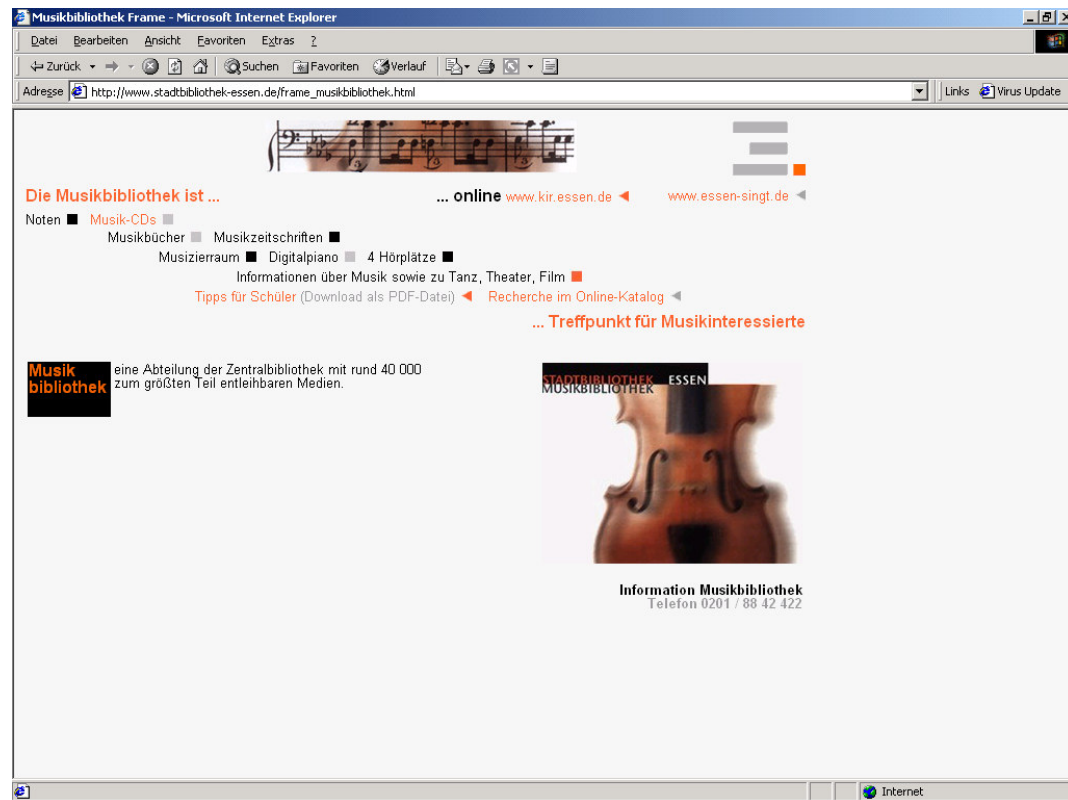 Musikbibliothek Frame - Microsoft Internet Explorer
Datei Bearbeiten Ansicht Favoriten Extras ?
Zurück Suchen Favoriten Verlauf
Adresse http://www.stadtbibliothek-essen.de/frame_musikbibliothek.html Links Virus Update
Die Musikbibliothek ist ... ... online www.kir.essen.de www.essen-singt.de
Noten Musik-CDs
Musikbücher Musikzeitschriften
Musizierraum Digitalpiano 4 Hörplätze
Informationen über Musik sowie zu Tanz, Theater, Film
Tipps für Schüler (Download als PDF-Datei) Recherche im Online-Katalog
... Treffpunkt für Musikinteressierte
Musik
bibliothek
eine Abteilung der Zentralbibliothek mit rund 40 000
zum größten Teil entleihbaren Medien.
STADTBIBLIOTHEK ESSEN
MUSIKBIBLIOTHEK
Information Musikbibliothek
Telefon 0201 / 88 42 422
Internet